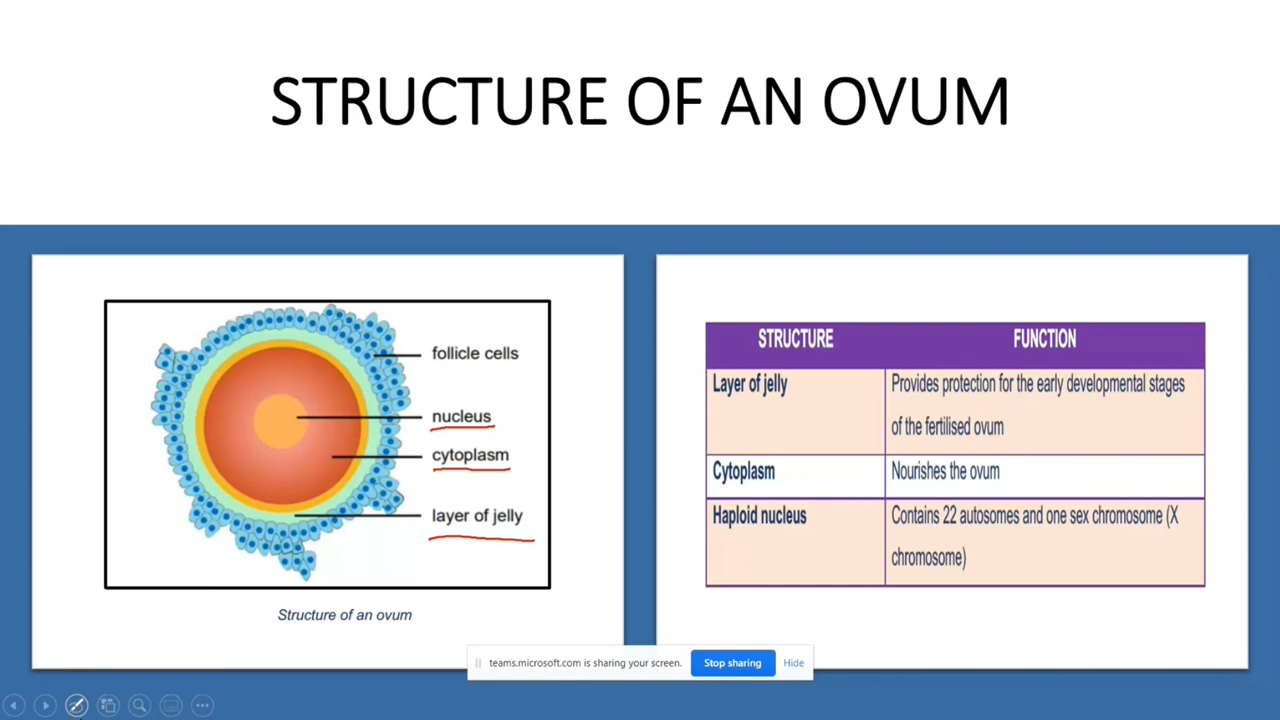 STRUCTURE OF AN OVUM
follicle cells
nucleus
cytoplasm
layer of jelly
Structure of an ovum
STRUCTURE FUNCTION
Layer of jelly Provides protection for the early developmental stages
of the fertilised ovum
Cytoplasm Nourishes the ovum
Haploid nucleus Contains 22 autosomes and one sex chromosome (X
chromosome)
teams.microsoft.com is sharing your screen. Stop sharing Hide